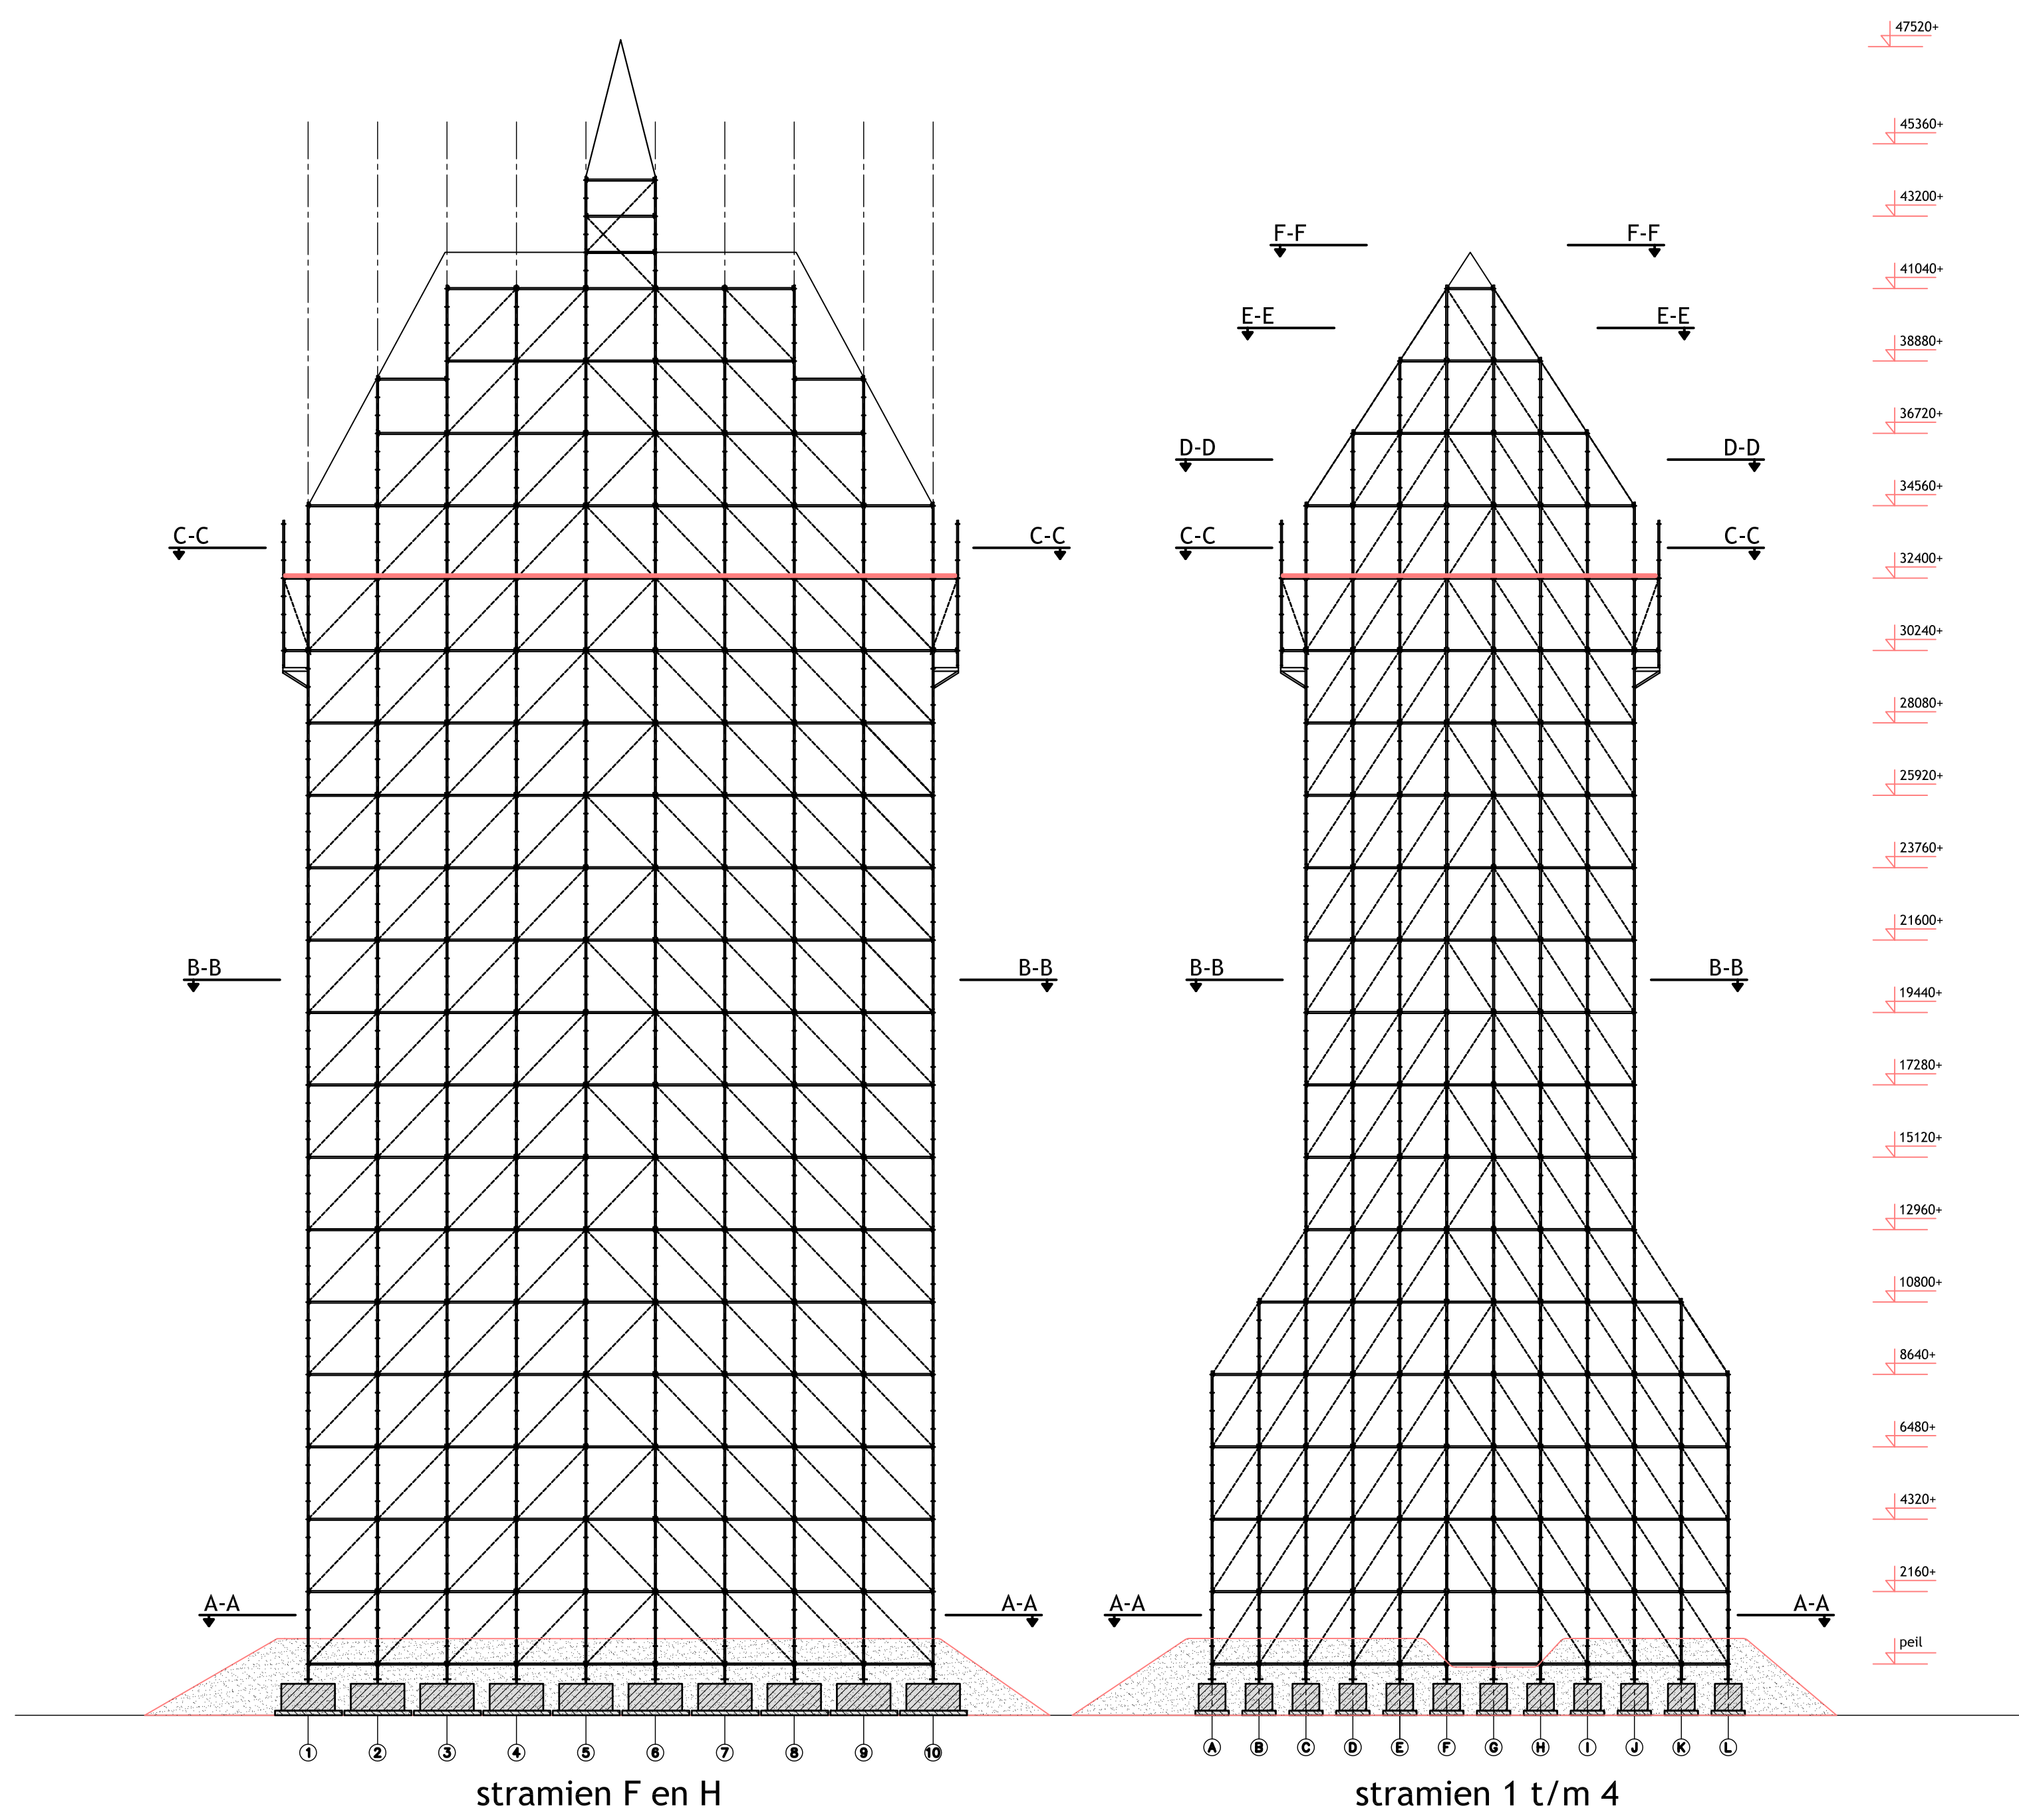 47520+
45360+
43200+
F-F F-F
41040+
E-E E-E
38880+
36720+
D-D D-D
34560+
C-C C-C C-C C-C
32400+
30240+
28080+
25920+
23760+
21600+
B-B B-B B-B B-B
19440+
17280+
15120+
12960+
10800+
8640+
6480+
4320+
2160+
A-A A-A A-A A-A
peil
1 2 3 4 5 6 7 8 9 10 A B C D E F G H I J K L
stramien F en H stramien 1 t/m 4